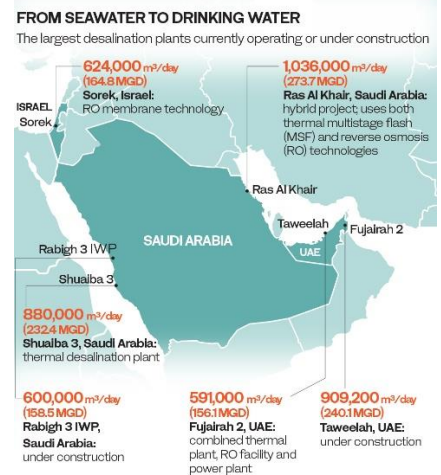 FROM SEAWATER TO DRINKING WATER
The largest desalination plants currently operating or under construction
624,000 m³/day
(164.8 MGD)
Sorek, Israel:
RO membrane technology
1,036,000 m³/day
(273.7 MGD)
Ras Al Khair, Saudi Arabia:
hybrid project; uses both
thermal multistage flash
(MSF) and reverse osmosis
(RO) technologies
ISRAEL
Sorek
Ras Al Khair
Taweelah
Fujairah 2
SAUDI ARABIA
UAE
Rabigh 3 IWP
Shuaiba 3
880,000 m³/day
(232.4 MGD)
Shuaiba 3, Saudi Arabia:
thermal desalination plant
600,000 m³/day
(158.5 MGD)
Rabigh 3 IWP,
Saudi Arabia:
under construction
591,000 m³/day
(156.1 MGD)
Fujairah 2, UAE:
combined thermal
plant, RO facility and
power plant
909,200 m³/day
(240.1 MGD)
Taweelah, UAE:
under construction